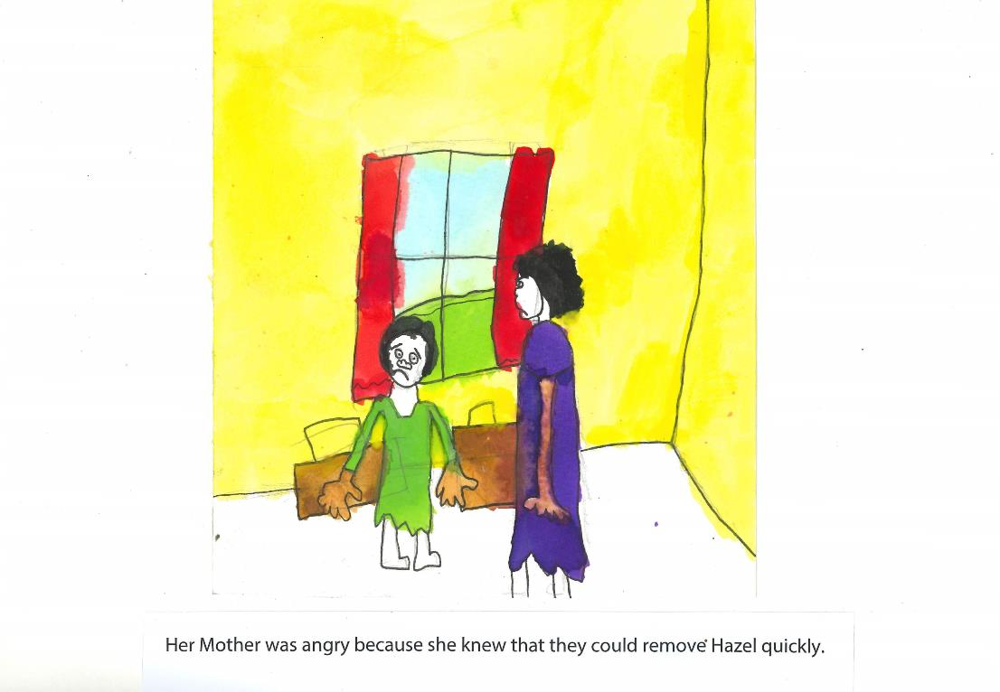 Her Mother was angry because she knew that they could remove Hazel quickly.